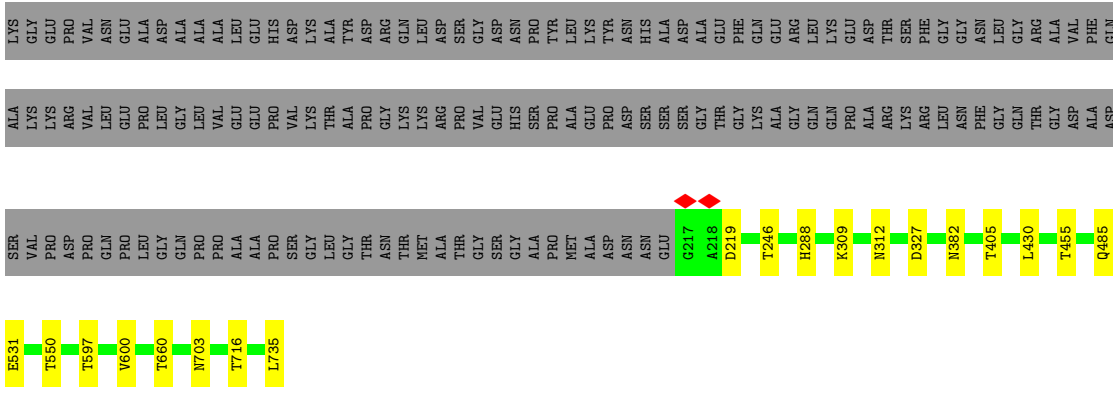 LYS GLY GLU PRO VAL ASN GLU ALA ASP ALA ALA ALA LEU GLU HIS ASP LYS ALA TYR ASP ARG GLN LEU ASP SER GLY ASP ASN PRO TYR LEU LYS TYR ASN HIS ALA ASP ALA GLU PHE GLN GLU ARG LEU LYS GLU ASP THR SER PHE GLY GLY ASN LEU GLY ARG ALA VAL PHE GLN
ALA LYS LYS ARG VAL LEU GLU PRO LEU GLY LEU VAL GLU GLU PRO VAL LYS THR ALA PRO GLY LYS LYS ARG PRO VAL GLU HIS SER PRO ALA GLU PRO ASP SER SER SER GLY THR GLY LYS ALA GLY GLN GLN PRO ALA ARG LYS ARG LEU ASN PHE GLY GLN THR GLY ASP ALA ASP
SER VAL PRO ASP PRO GLN PRO LEU GLY GLN PRO PRO ALA ALA PRO SER GLY LEU GLY THR ASN THR MET ALA THR GLY SER GLY ALA PRO MET ALA ASP ASN ASN GLU G217 A218 D219 T246 H288 K309 N312 D327 N382 T405 L430 T455 Q485
E531 T550 T597 V600 T660 N703 T716 L735